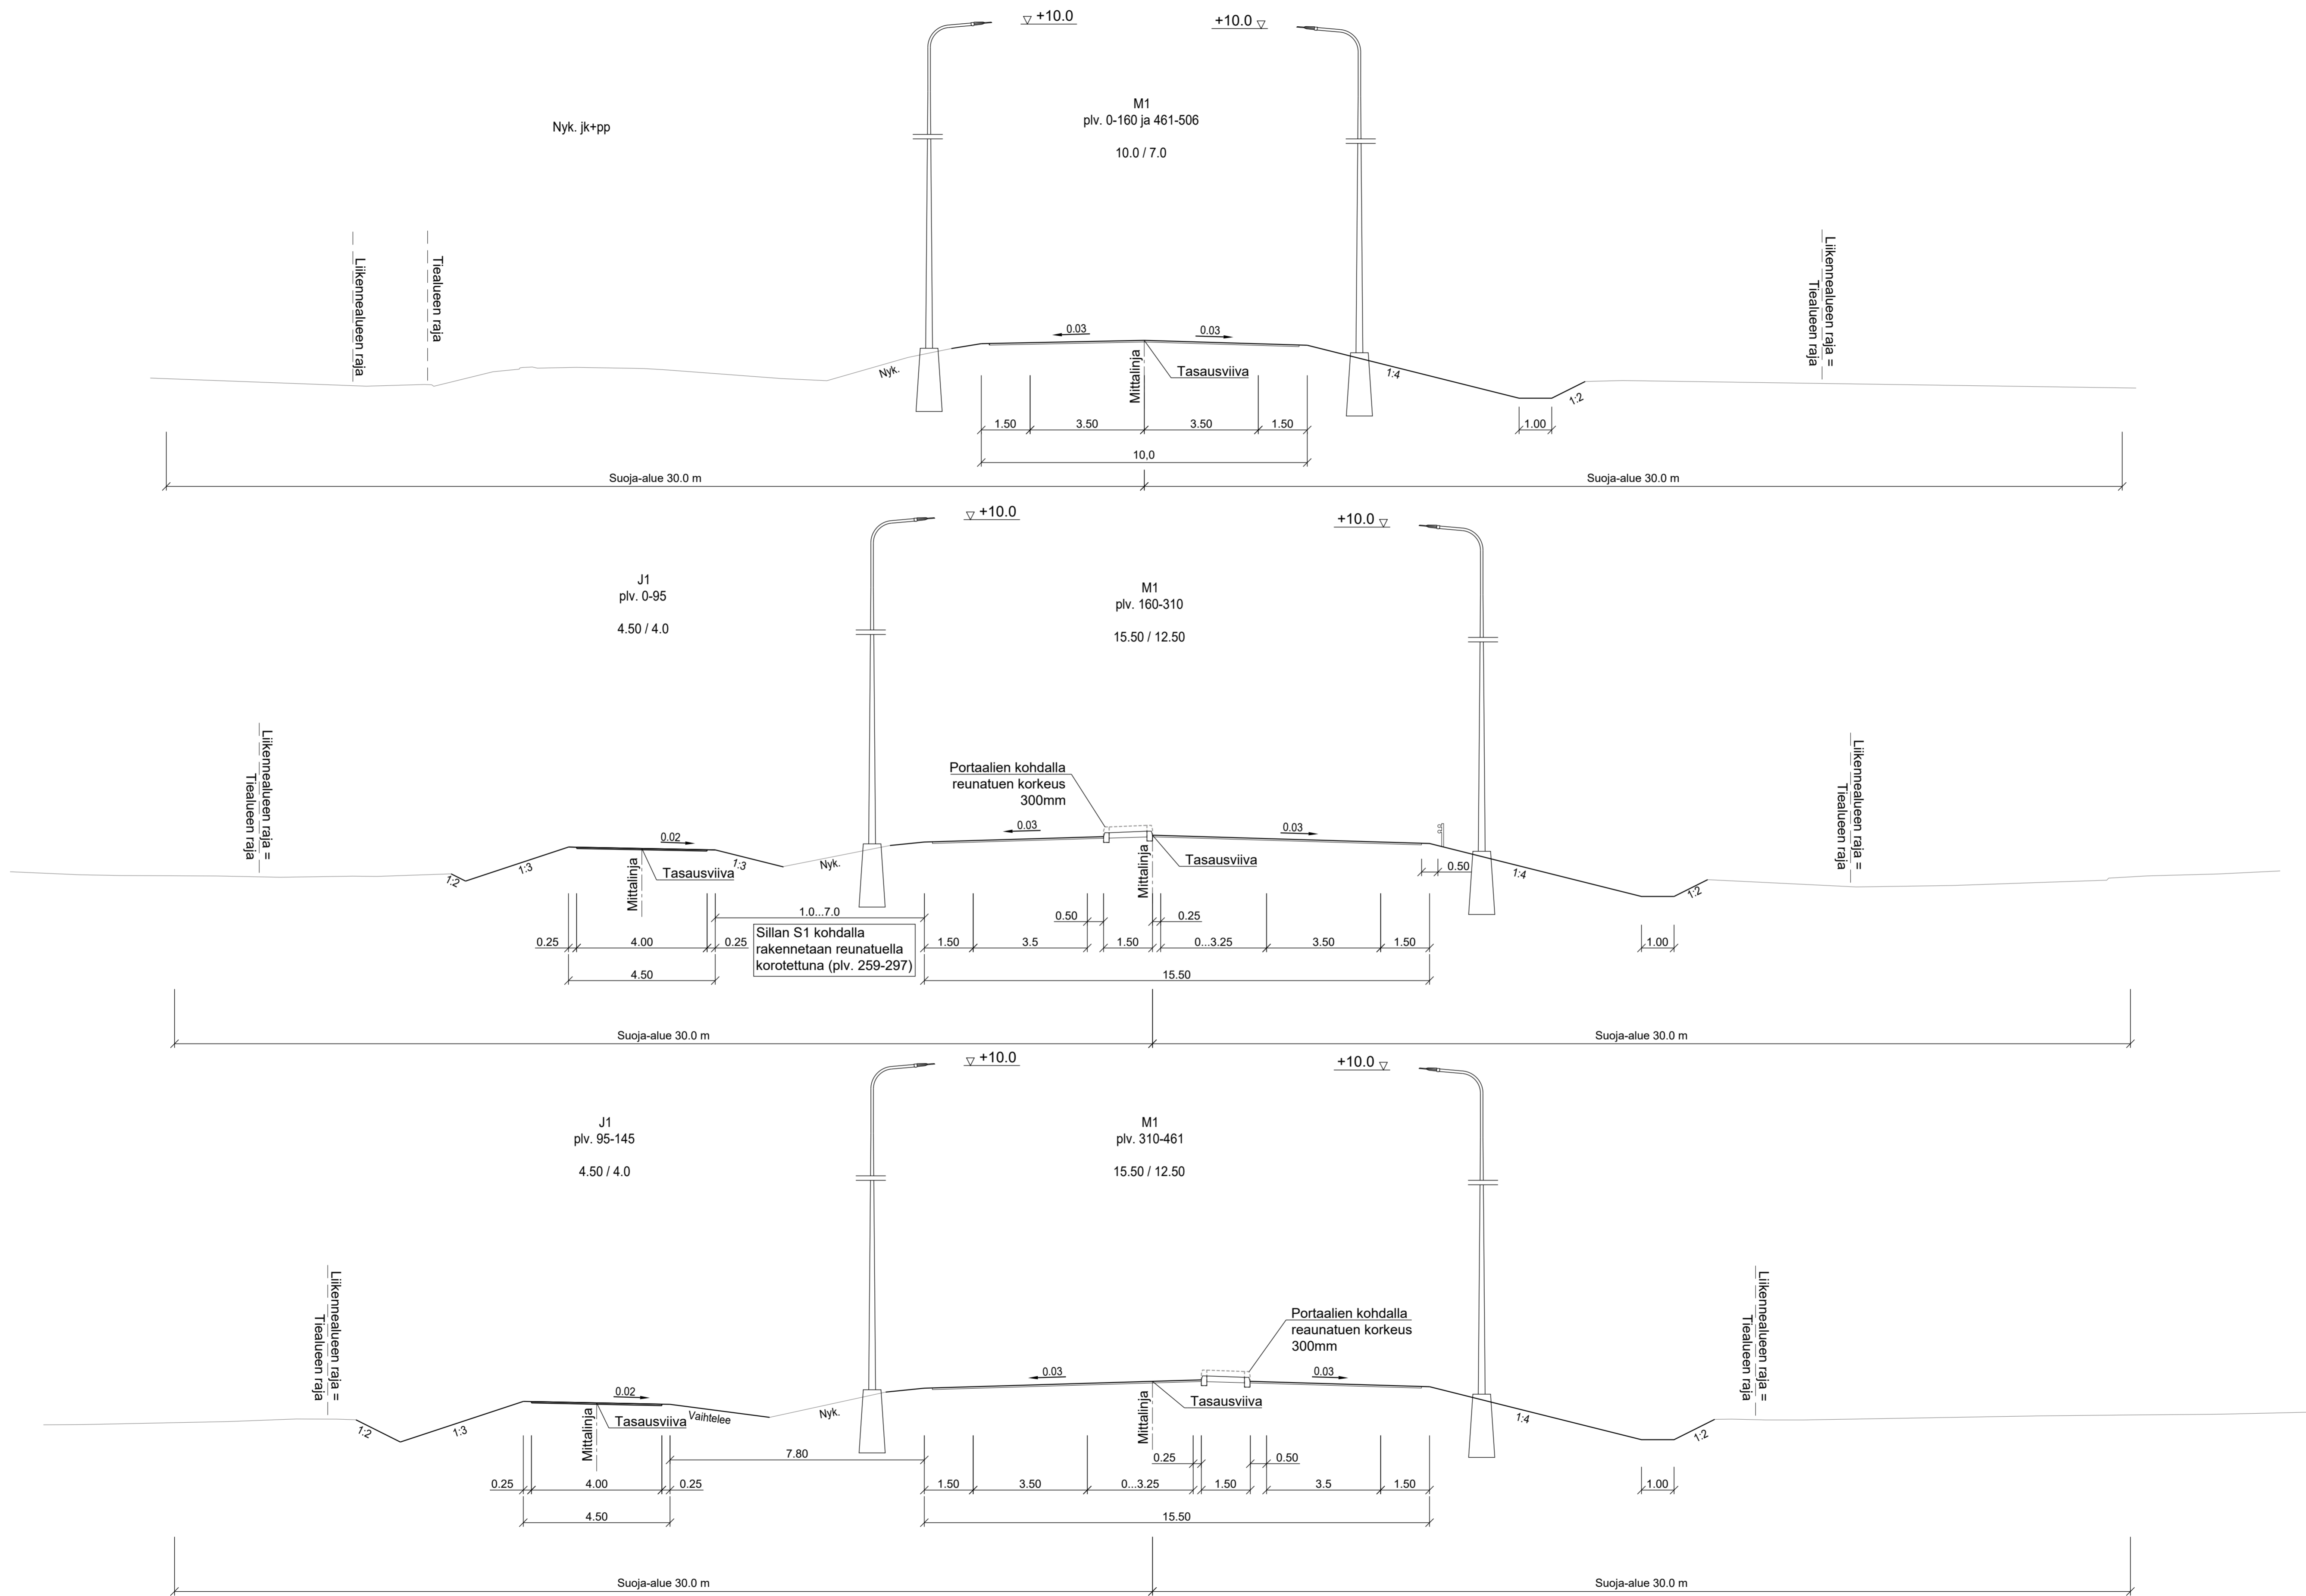 +10.0
+10.0
M1
plv. 0-160 ja 461-506
10.0 / 7.0
Nyk. jk+pp
Liikennealueen raja
Tiealueen raja
Liikennealueen raja =
Tiealueen raja
0.03
0.03
Nyk.
Mittalinja
Tasausviiva
1:4
1:2
1.50
3.50
3.50
1.50
1.00
10,0
Suoja-alue 30.0 m
Suoja-alue 30.0 m
+10.0
+10.0
J1
plv. 0-95
4.50 / 4.0
M1
plv. 160-310
15.50 / 12.50
Liikennealueen raja =
Tiealueen raja
Liikennealueen raja =
Tiealueen raja
Portaalien kohdalla
reunatuen korkeus
300mm
0.02
0.03
0.03
1:2
1:3
Mittalinja
Tasausviiva
1:3
Nyk.
Mittalinja
Tasausviiva
0.50
1:4
1:2
1.0...7.0
0.50
0.25
0.25
4.00
0.25
Sillan S1 kohdalla
rakennetaan reunatuella
korotettuna (plv. 259-297)
1.50
3.5
1.50
0...3.25
3.50
1.50
1.00
4.50
15.50
Suoja-alue 30.0 m
Suoja-alue 30.0 m
+10.0
+10.0
J1
plv. 95-145
4.50 / 4.0
M1
plv. 310-461
15.50 / 12.50
Liikennealueen raja =
Tiealueen raja
Liikennealueen raja =
Tiealueen raja
Portaalien kohdalla
reaunatuen korkeus
300mm
0.02
0.03
0.03
1:2
1:3
Mittalinja
Tasausviiva
Vaihtelee
Nyk.
Mittalinja
Tasausviiva
1:4
1:2
7.80
0.25
0.50
0.25
4.00
0.25
1.50
3.50
0...3.25
1.50
3.5
1.50
1.00
4.50
15.50
Suoja-alue 30.0 m
Suoja-alue 30.0 m